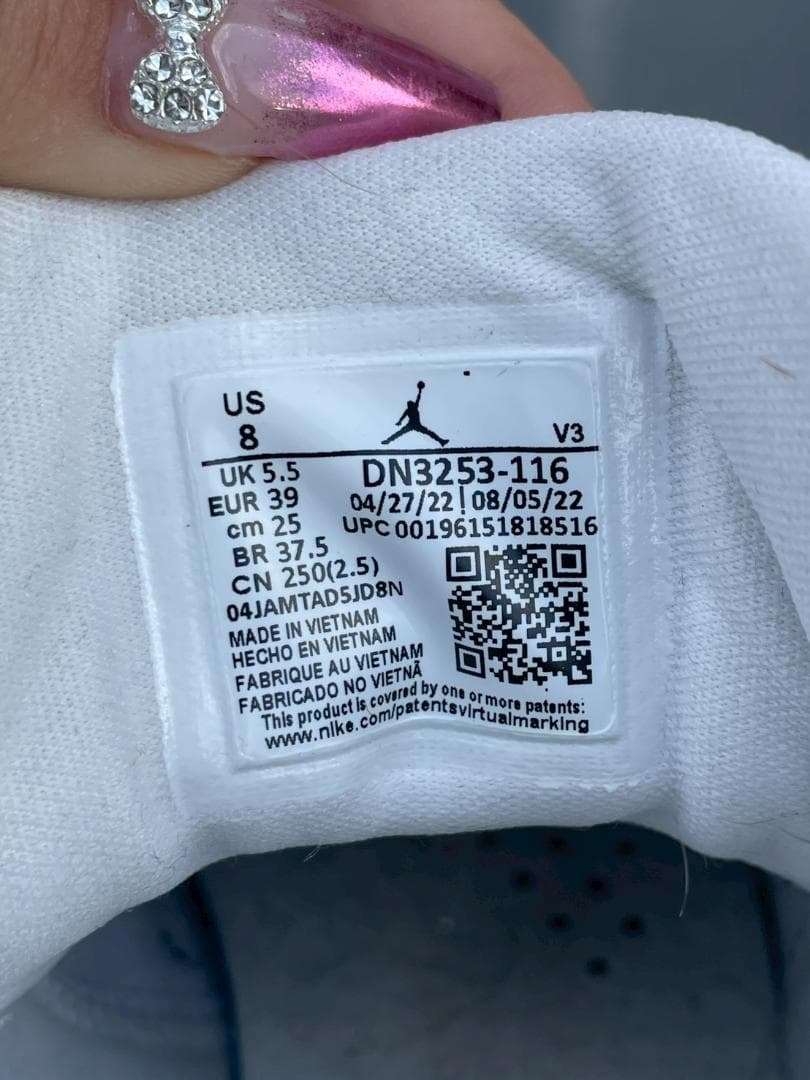 US
8
V3
UK 5.5
EUR 39
cm 25
BR 37.5
CN 250(2.5)
04JAMTAD5JD8N
DN3253-116
04/27/22|08/05/22
UPC 00196151818516
MADE IN VIETNAM
HECHO EN VIETNAM
FABRIQUE AU VIETNAM
FABRICADO NO VIETNÃ
This product is covered by one or more patents:
www.nike.com/patentsvirtualmarking